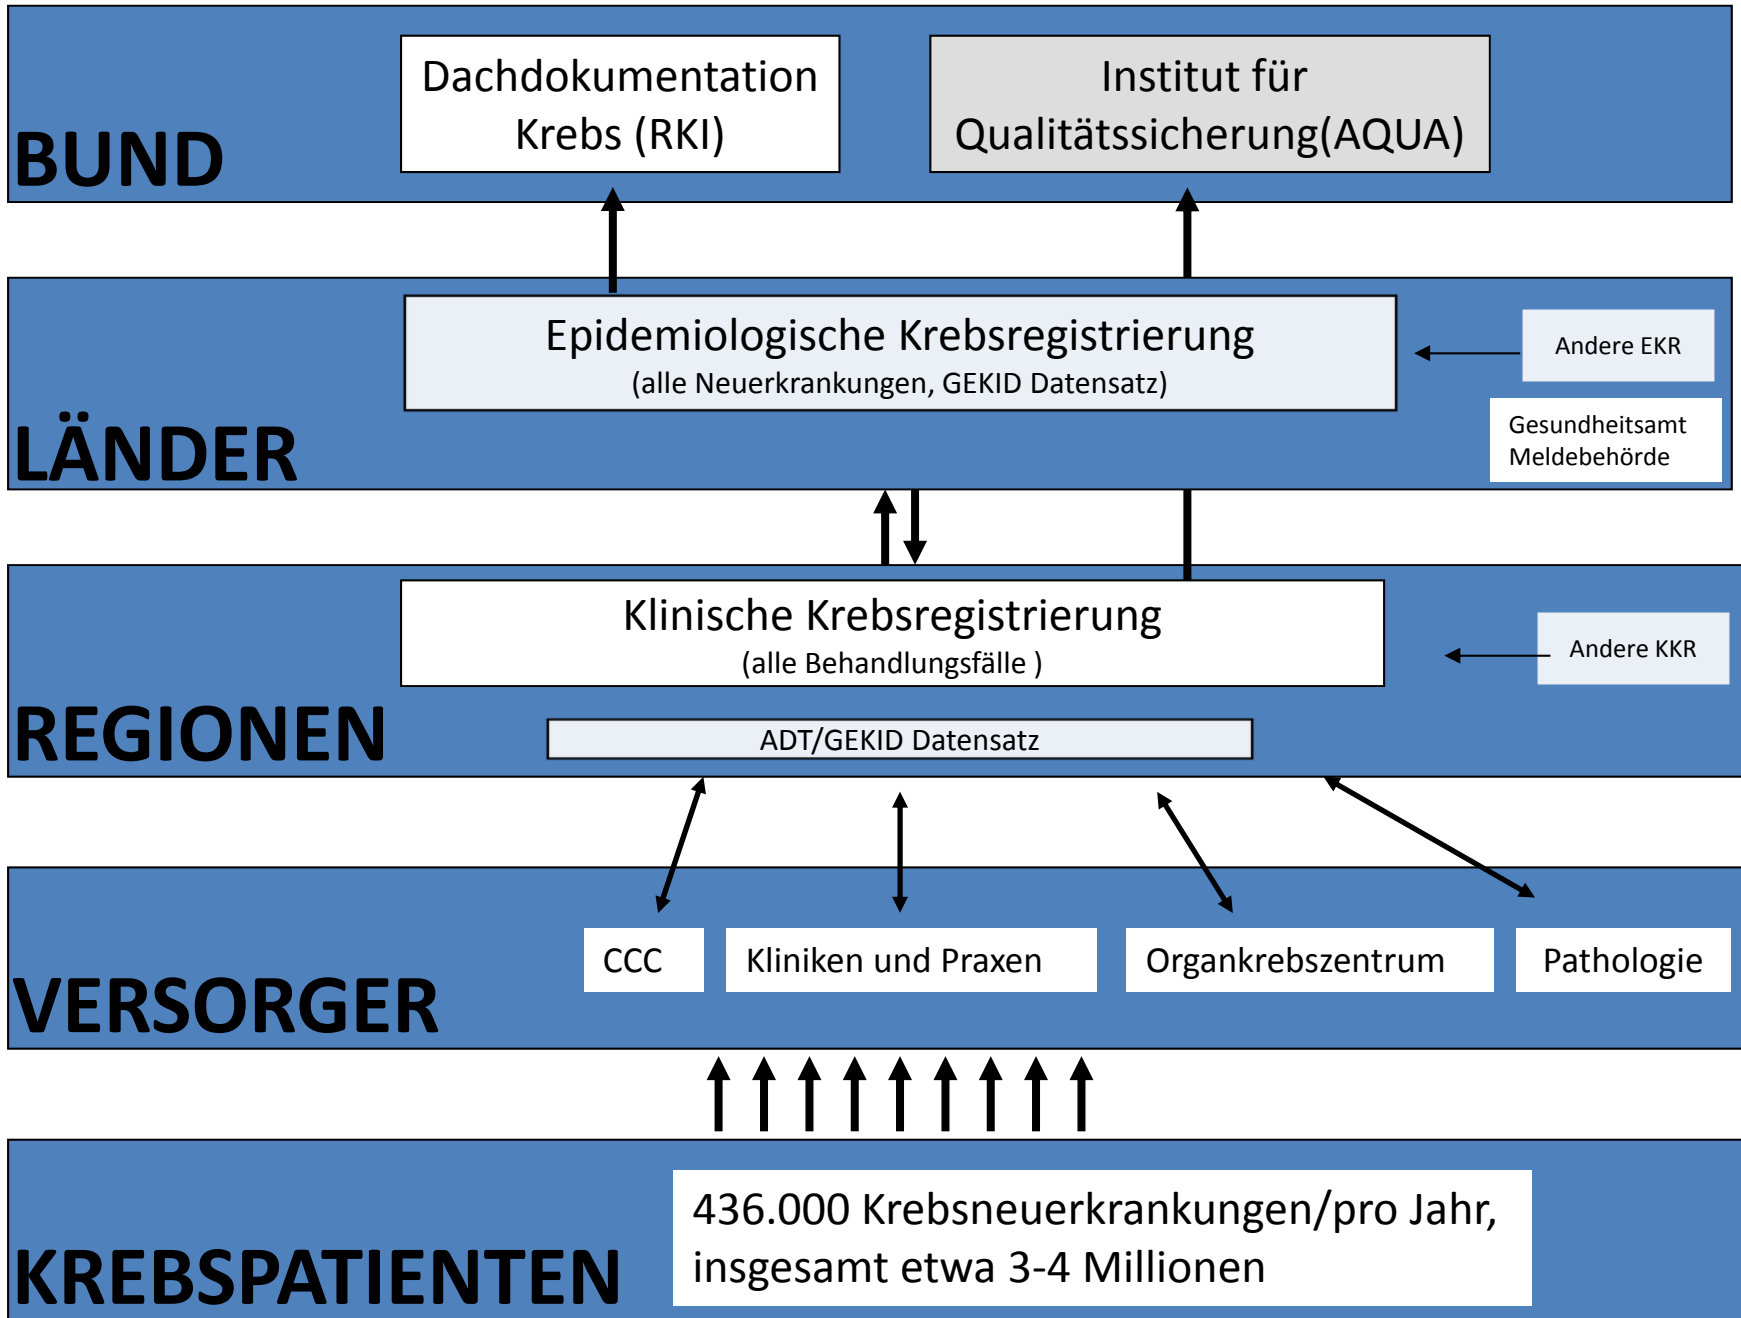 BUND
Dachdokumentation
Krebs (RKI)
Institut für
Qualitätssicherung(AQUA)
LÄNDER
Epidemiologische Krebsregistrierung
(alle Neuerkrankungen, GEKID Datensatz)
Andere EKR
Gesundheitsamt
Meldebehörde
REGIONEN
Klinische Krebsregistrierung
(alle Behandlungsfälle )
Andere KKR
ADT/GEKID Datensatz
VERSORGER
CCC
Kliniken und Praxen
Organkrebszentrum
Pathologie
KREBSPATIENTEN
436.000 Krebsneuerkrankungen/pro Jahr,
insgesamt etwa 3-4 Millionen